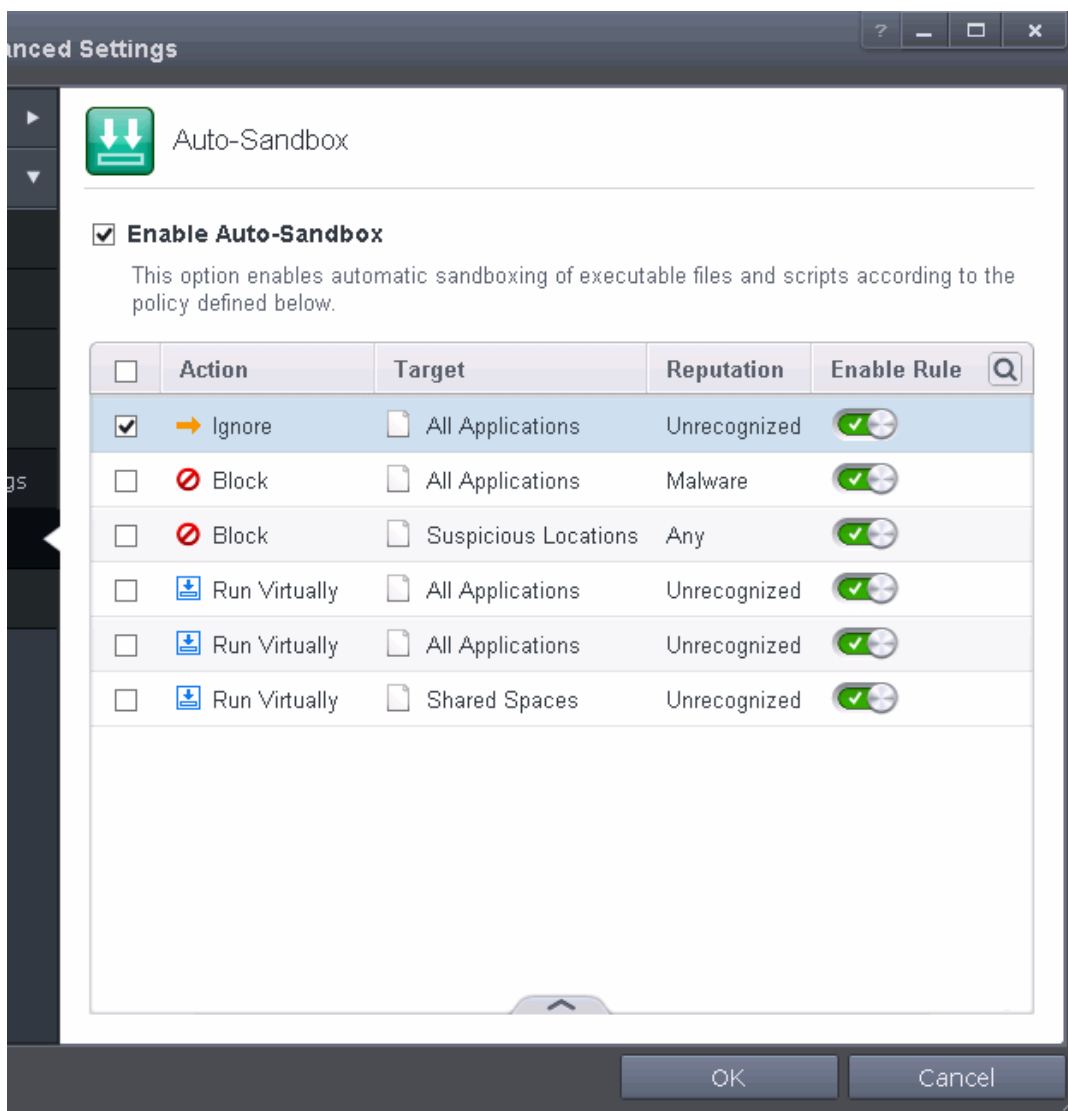 anced Settings
?
Auto-Sandbox
Enable Auto-Sandbox
This option enables automatic sandboxing of executable files and scripts according to the
policy defined below.
Action Target Reputation Enable Rule
Ignore All Applications Unrecognized
Block All Applications Malware
Block Suspicious Locations Any
Run Virtually All Applications Unrecognized
Run Virtually All Applications Unrecognized
Run Virtually Shared Spaces Unrecognized
gs
OK Cancel